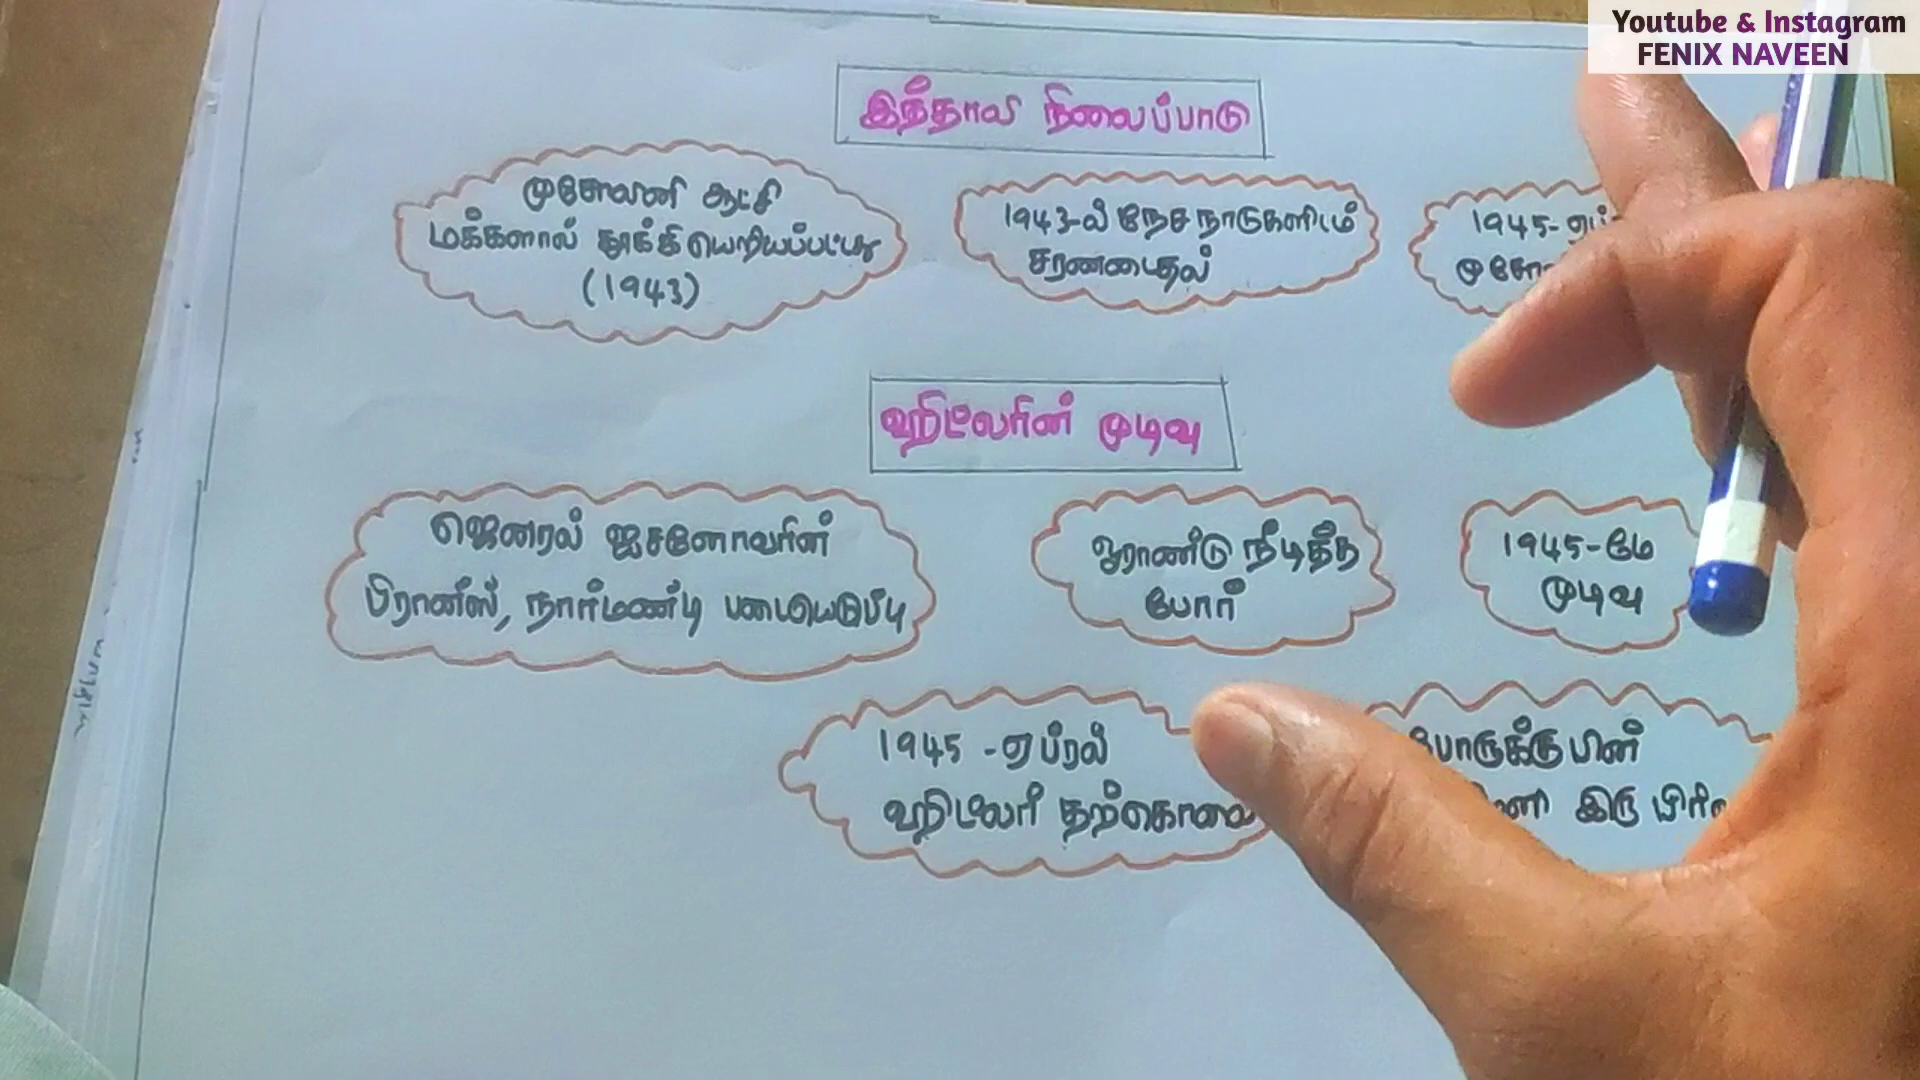 Youtube & Instagram
FENIX NAVEEN
இத்தாலி நிலைப்பாடு
முசோலினி ஆட்சி
மக்களால் தூக்கியெறியப்பட்டது
(1943)
1943-ல் நேச நாடுகளிடம்
சரணடைதல்
1945-
ஹிட்லரின் முடிவு
ஜெனரல் ஐசனோவரின்
பிரான்ஸ், நார்மண்டி படையெடுப்பு
ஓராண்டு நீடித்த
போர்
1945-மே
முடிவு
1945 -ஏப்ரல்
ஹிட்லர் தற்கொலை
பின்
இரு